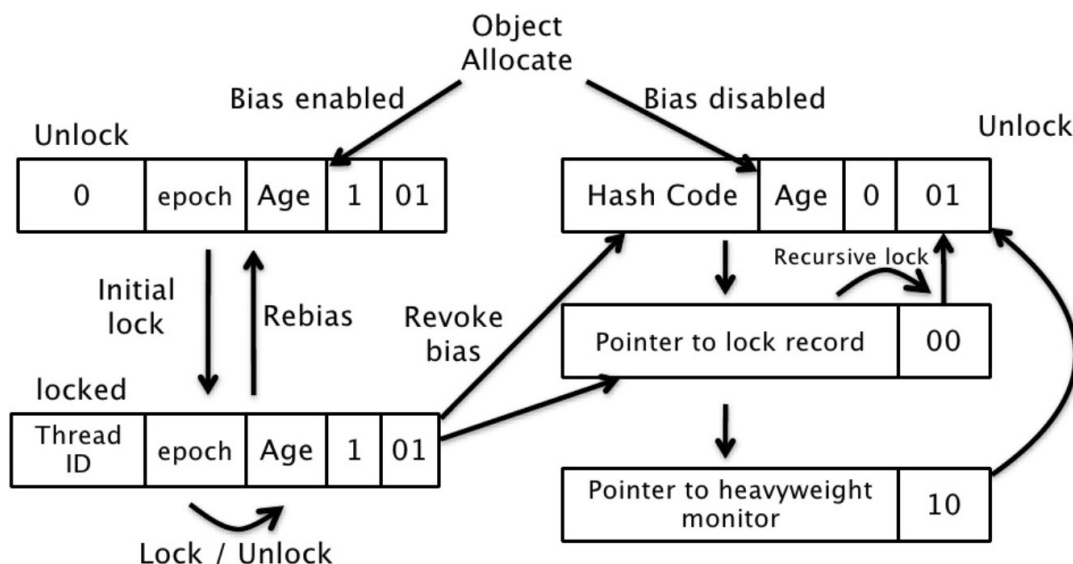 Object
Allocate
Bias enabled
Bias disabled
Unlock
Unlock
0 epoch Age 1 01
Hash Code Age 0 01
Recursive lock
Initial
lock
Rebias
Revoke
bias
Pointer to lock record 00
locked
Thread
ID
epoch Age 1 01
Pointer to heavyweight
monitor
10
Lock / Unlock